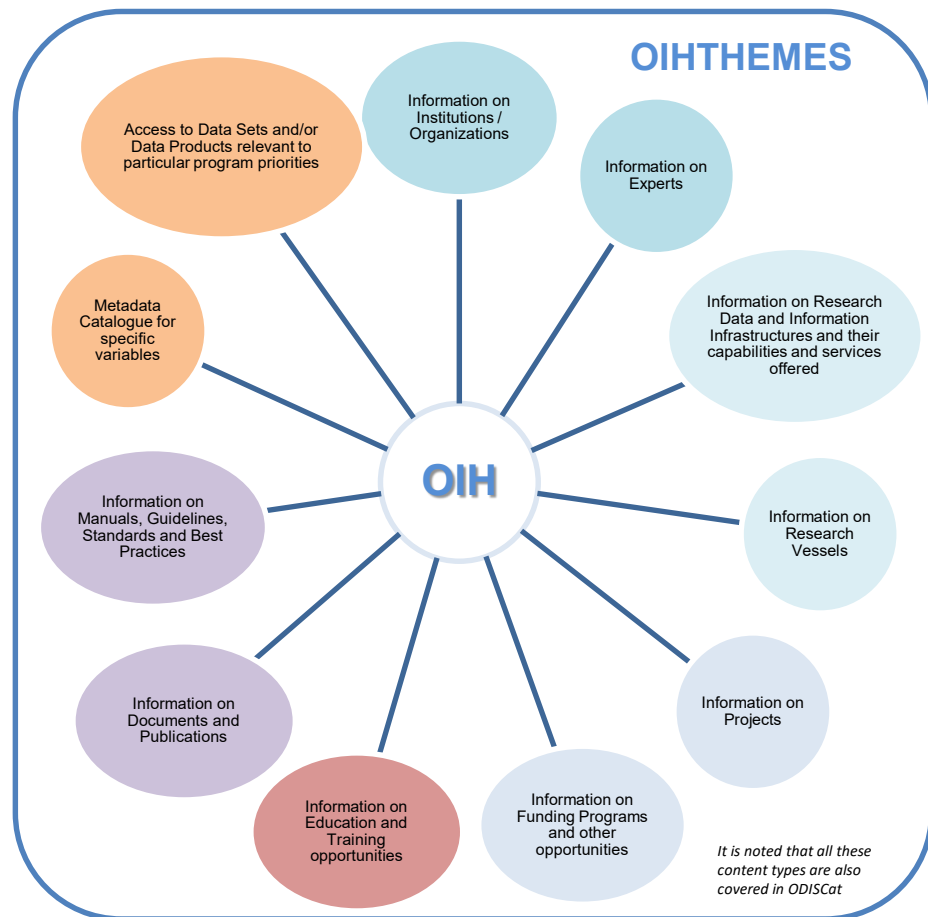 OIHTHEMES
Information on
Institutions /
Organizations
Information on
Experts
Information on Research
Data and Information
Infrastructures and their
capabilities and services
offered
Information on
Research
Vessels
Information on
Projects
Information on
Funding Programs
and other
opportunities
Information on
Education and
Training
opportunities
Information on
Documents and
Publications
Information on
Manuals, Guidelines,
Standards and Best
Practices
Metadata
Catalogue for
specific
variables
Access to Data Sets and/or
Data Products relevant to
particular program priorities
OIH
It is noted that all these
content types are also
covered in ODISCat